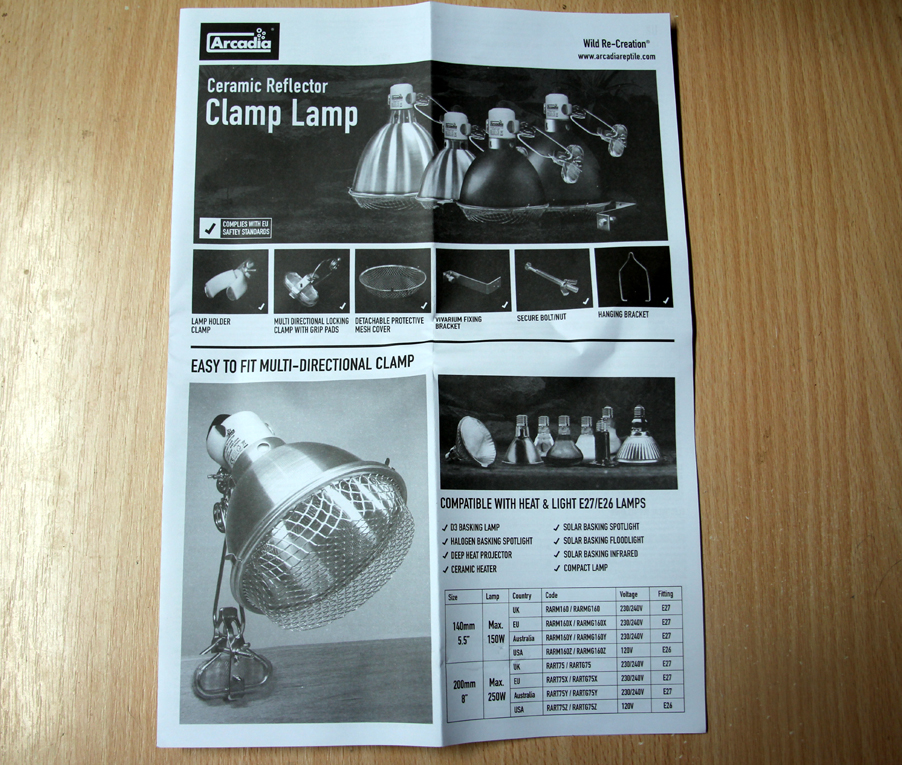 Arcadia
Wild Re-Creation®
www.arcadiareptile.com
Ceramic Reflector
Clamp Lamp
COMPLIES WITH EU
SAFTEY STANDARDS
LAMP HOLDER
CLAMP
MULTI DIRECTIONAL LOCKING
CLAMP WITH GRIP PADS
DETACHABLE PROTECTIVE
MESH COVER
VIVARIUM FIXING
BRACKET
SECURE BOLT/NUT
HANGING BRACKET
EASY TO FIT MULTI-DIRECTIONAL CLAMP
COMPATIBLE WITH HEAT & LIGHT E27/E26 LAMPS
✓ D3 BASKING LAMP
✓ HALOGEN BASKING SPOTLIGHT
✓ DEEP HEAT PROJECTOR
✓ CERAMIC HEATER
✓ SOLAR BASKING SPOTLIGHT
✓ SOLAR BASKING FLOODLIGHT
✓ SOLAR BASKING INFRARED
✓ COMPACT LAMP
Size Lamp Country Code Voltage Fitting
140mm
5.5"
Max.
150W
UK RARM160 / RARMG160 230/240V E27
EU RARM160X / RARMG160X 230/240V E27
Australia RARM160Y / RARMG160Y 230/240V E27
USA RARM160Z / RARMG160Z 120V E26
200mm
8"
Max.
250W
UK RART75 / RARTG75 230/240V E27
EU RART75X / RARTG75X 230/240V E27
Australia RART75Y / RARTG75Y 230/240V E27
USA RART75Z / RARTG75Z 120V E26